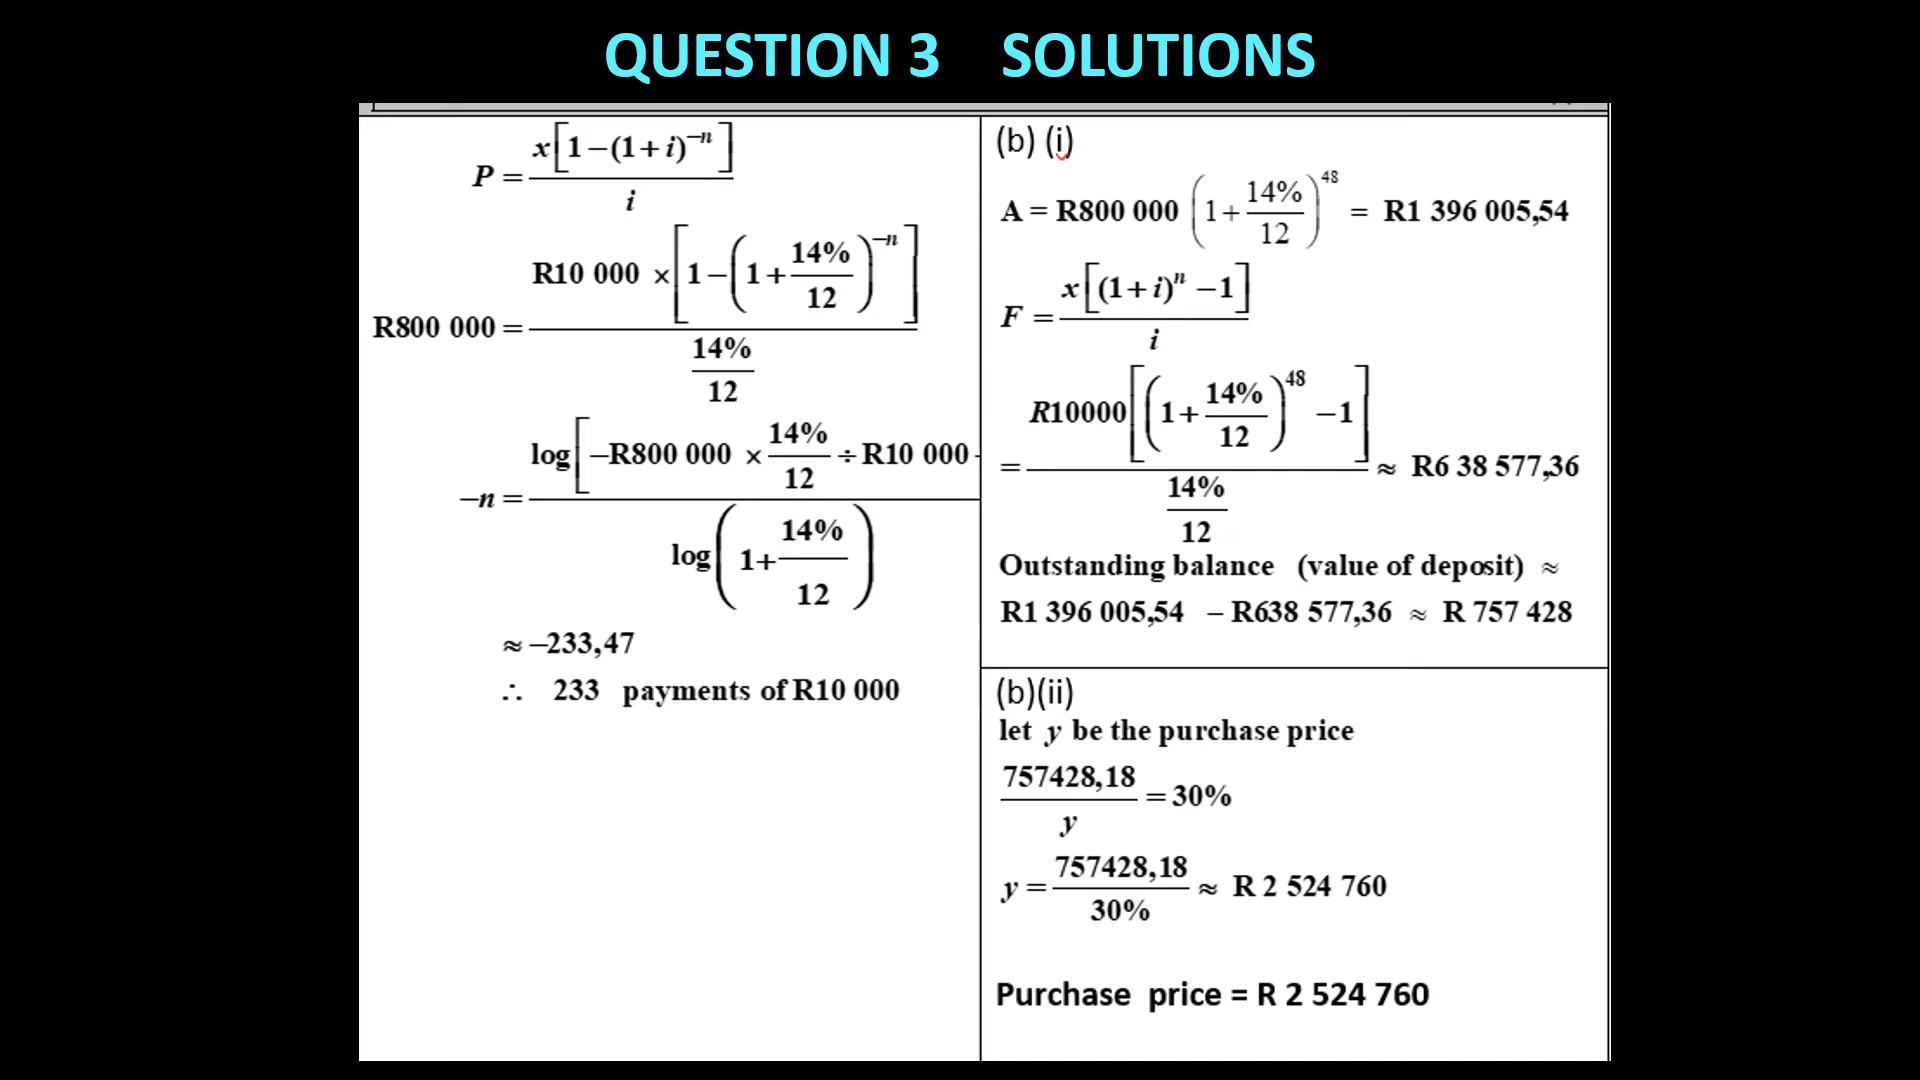 QUESTION 3 SOLUTIONS
P = x[1−(1+i)^−n] / i
R800 000 = R10 000 ×[1−(1+14%/12)^−n] / (14%/12)
−n = log[−R800 000 ×14%/12 ÷R10 000 / log(1+14%/12)
≈ −233,47
∴ 233 payments of R10 000
(b) (i)
A = R800 000 (1+14%/12)^48 = R1 396 005,54
F = x[(1+i)^n −1] / i
= R10000[(1+14%/12)^48 −1] / (14%/12) ≈ R6 38 577,36
Outstanding balance (value of deposit) ≈
R1 396 005,54 – R638 577,36 ≈ R 757 428
(b)(ii)
let y be the purchase price
757428,18 / y = 30%
y = 757428,18 / 30% ≈ R 2 524 760
Purchase price = R 2 524 760